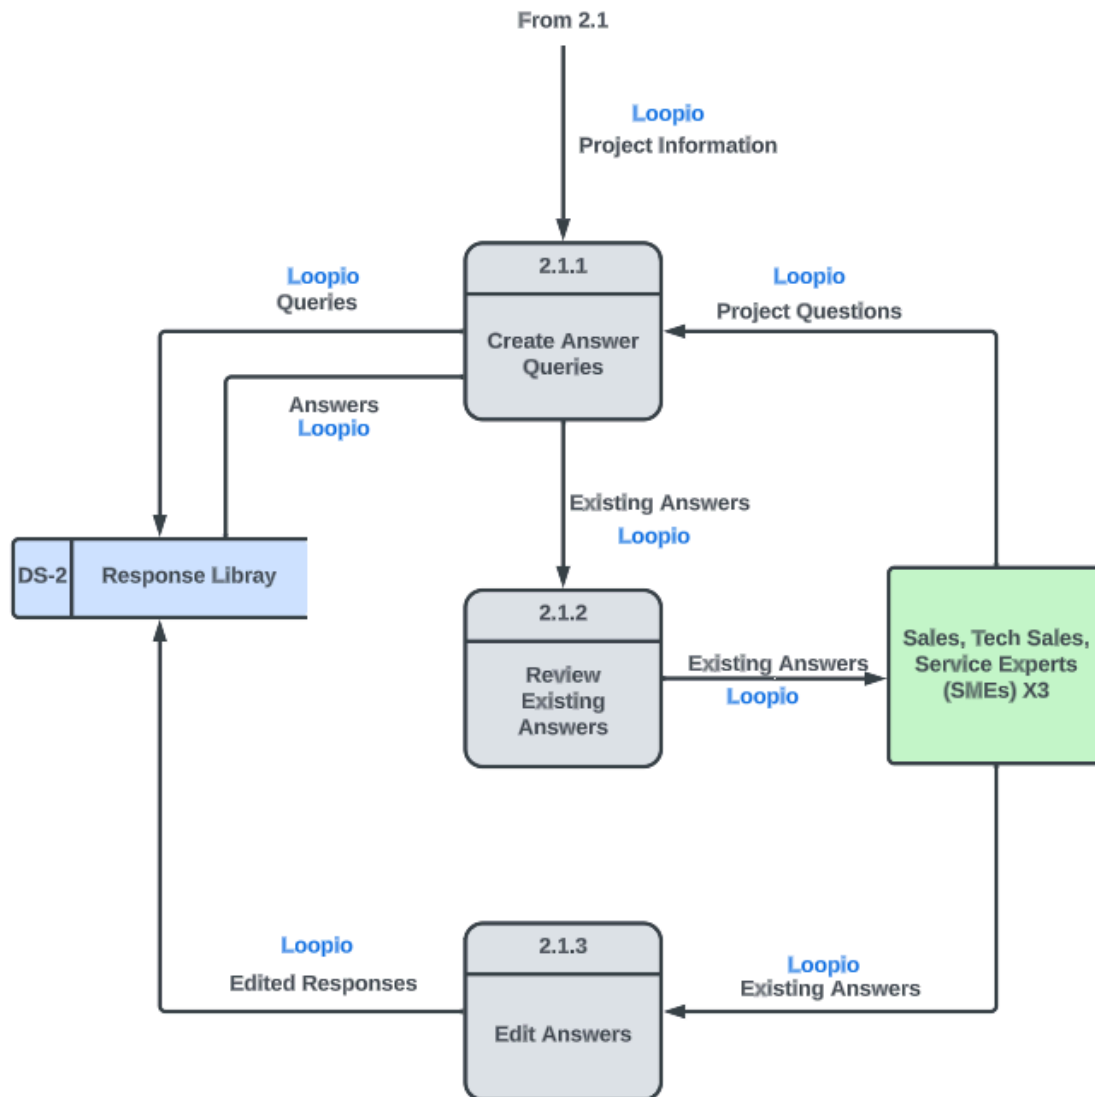 From 2.1
Loopio
Project Information
2.1.1
Create Answer
Queries
Loopio
Queries
Loopio
Project Questions
Answers
Loopio
Existing Answers
Loopio
DS-2
Response Libray
2.1.2
Review
Existing
Answers
Existing Answers
Loopio
Sales, Tech Sales,
Service Experts
(SMEs) X3
2.1.3
Edit Answers
Loopio
Edited Responses
Loopio
Existing Answers